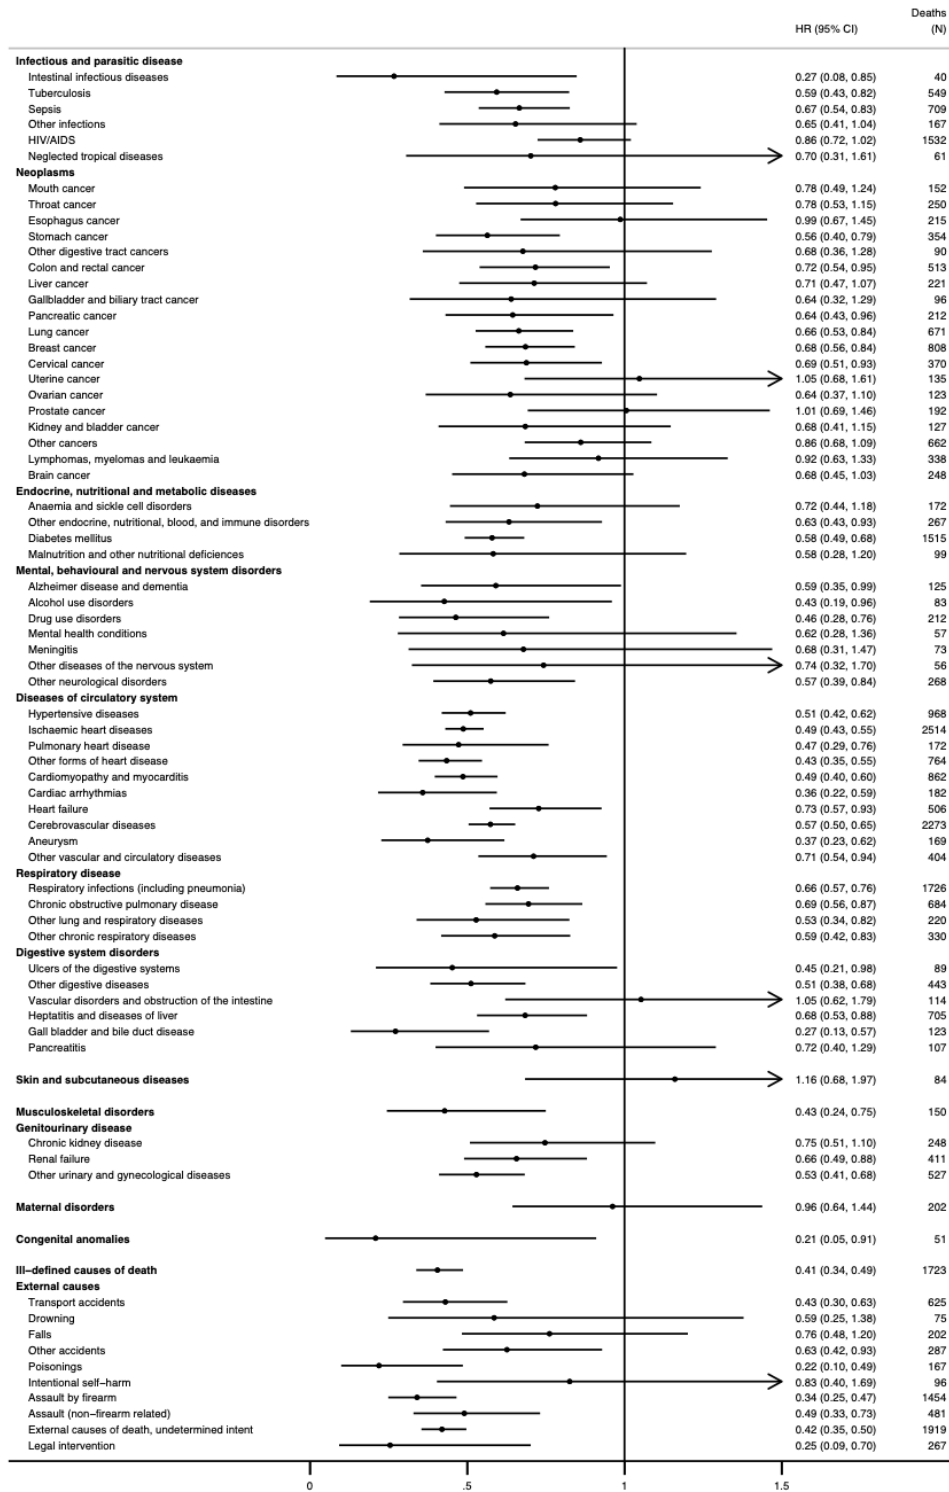 Deaths
HR (95% CI) (N)
Infectious and parasitic disease
Intestinal infectious diseases 0.27 (0.08, 0.85) 40
Tuberculosis 0.59 (0.43, 0.82) 549
Sepsis 0.67 (0.54, 0.83) 709
Other infections 0.65 (0.41, 1.04) 167
HIV/AIDS 0.86 (0.72, 1.02) 1532
Neglected tropical diseases 0.70 (0.31, 1.61) 61
Neoplasms
Mouth cancer 0.78 (0.49, 1.24) 152
Throat cancer 0.78 (0.53, 1.15) 250
Esophagus cancer 0.99 (0.67, 1.45) 215
Stomach cancer 0.56 (0.40, 0.79) 354
Other digestive tract cancers 0.68 (0.36, 1.28) 90
Colon and rectal cancer 0.72 (0.54, 0.95) 513
Liver cancer 0.71 (0.47, 1.07) 221
Gallbladder and biliary tract cancer 0.64 (0.32, 1.29) 96
Pancreatic cancer 0.64 (0.43, 0.96) 212
Lung cancer 0.66 (0.53, 0.84) 671
Breast cancer 0.68 (0.56, 0.84) 808
Cervical cancer 0.69 (0.51, 0.93) 370
Uterine cancer 1.05 (0.68, 1.61) 135
Ovarian cancer 0.64 (0.37, 1.10) 123
Prostate cancer 1.01 (0.69, 1.46) 192
Kidney and bladder cancer 0.68 (0.41, 1.15) 127
Other cancers 0.86 (0.68, 1.09) 662
Lymphomas, myelomas and leukaemia 0.92 (0.63, 1.33) 338
Brain cancer 0.68 (0.45, 1.03) 248
Endocrine, nutritional and metabolic diseases
Anaemia and sickle cell disorders 0.72 (0.44, 1.18) 172
Other endocrine, nutritional, blood, and immune disorders 0.63 (0.43, 0.93) 267
Diabetes mellitus 0.58 (0.49, 0.68) 1515
Malnutrition and other nutritional deficiences 0.58 (0.28, 1.20) 99
Mental, behavioural and nervous system disorders
Alzheimer disease and dementia 0.59 (0.35, 0.99) 125
Alcohol use disorders 0.43 (0.19, 0.96) 83
Drug use disorders 0.46 (0.28, 0.76) 212
Mental health conditions 0.62 (0.28, 1.36) 57
Meningitis 0.68 (0.31, 1.47) 73
Other diseases of the nervous system 0.74 (0.32, 1.70) 56
Other neurological disorders 0.57 (0.39, 0.84) 268
Diseases of circulatory system
Hypertensive diseases 0.51 (0.42, 0.62) 968
Ischaemic heart diseases 0.49 (0.43, 0.55) 2514
Pulmonary heart disease 0.47 (0.29, 0.76) 172
Other forms of heart disease 0.43 (0.35, 0.55) 764
Cardiomyopathy and myocarditis 0.49 (0.40, 0.60) 862
Cardiac arrhythmias 0.36 (0.22, 0.59) 182
Heart failure 0.73 (0.57, 0.93) 506
Cerebrovascular diseases 0.57 (0.50, 0.65) 2273
Aneurysm 0.37 (0.23, 0.62) 169
Other vascular and circulatory diseases 0.71 (0.54, 0.94) 404
Respiratory disease
Respiratory infections (including pneumonia) 0.66 (0.57, 0.76) 1726
Chronic obstructive pulmonary disease 0.69 (0.56, 0.87) 684
Other lung and respiratory diseases 0.53 (0.34, 0.82) 220
Other chronic respiratory diseases 0.59 (0.42, 0.83) 330
Digestive system disorders
Ulcers of the digestive systems 0.45 (0.21, 0.98) 89
Other digestive diseases 0.51 (0.38, 0.68) 443
Vascular disorders and obstruction of the intestine 1.05 (0.62, 1.79) 114
Heptatitis and diseases of liver 0.68 (0.53, 0.88) 705
Gall bladder and bile duct disease 0.27 (0.13, 0.57) 123
Pancreatitis 0.72 (0.40, 1.29) 107
Skin and subcutaneous diseases 1.16 (0.68, 1.97) 84
Musculoskeletal disorders 0.43 (0.24, 0.75) 150
Genitourinary disease
Chronic kidney disease 0.75 (0.51, 1.10) 248
Renal failure 0.66 (0.49, 0.88) 411
Other urinary and gynecological diseases 0.53 (0.41, 0.68) 527
Maternal disorders 0.96 (0.64, 1.44) 202
Congenital anomalies 0.21 (0.05, 0.91) 51
Ill–defined causes of death 0.41 (0.34, 0.49) 1723
External causes
Transport accidents 0.43 (0.30, 0.63) 625
Drowning 0.59 (0.25, 1.38) 75
Falls 0.76 (0.48, 1.20) 202
Other accidents 0.63 (0.42, 0.93) 287
Poisonings 0.22 (0.10, 0.49) 167
Intentional self–harm 0.83 (0.40, 1.69) 96
Assault by firearm 0.34 (0.25, 0.47) 1454
Assault (non–firearm related) 0.49 (0.33, 0.73) 481
External causes of death, undetermined intent 0.42 (0.35, 0.50) 1919
Legal intervention 0.25 (0.09, 0.70) 267
0 .5 1 1.5